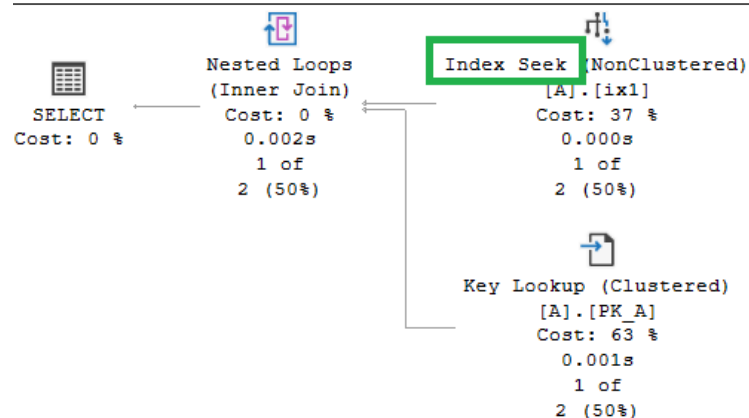 SELECT
Cost: 0 %
Nested Loops
(Inner Join)
Cost: 0 %
0.002s
1 of
2 (50%)
Index Seek (NonClustered)
[A].[ix1]
Cost: 37 %
0.000s
1 of
2 (50%)
Key Lookup (Clustered)
[A].[PK_A]
Cost: 63 %
0.001s
1 of
2 (50%)